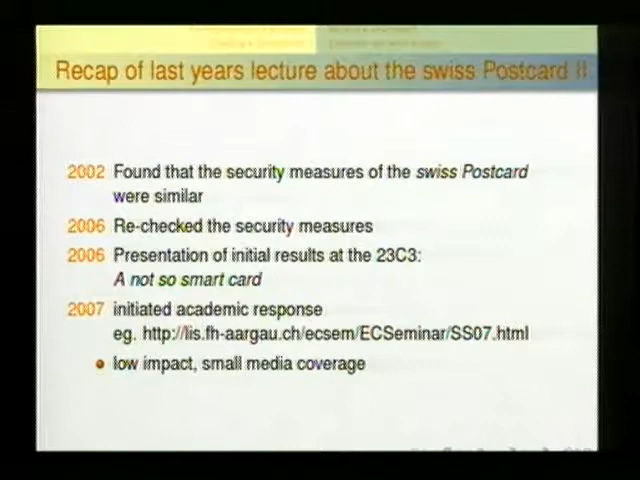 Recap of last years lecture about the swiss Postcard II
2002 Found that the security measures of the swiss Postcard
were similar
2006 Re-checked the security measures
2006 Presentation of initial results at the 23C3:
A not so smart card
2007 initiated academic response
eg. http://lis.fh-aargau.ch/ecsem/ECSeminar/SS07.html
low impact, small media coverage